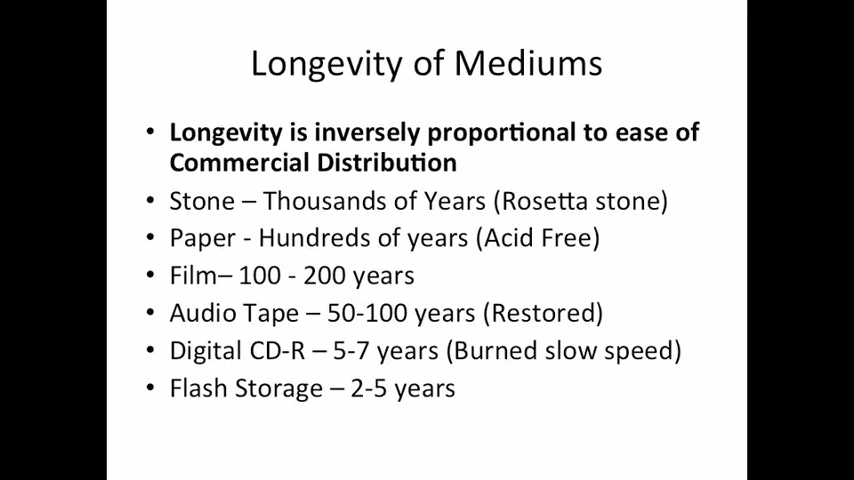 Longevity of Mediums
• Longevity is inversely proportional to ease of
Commercial Distribution
• Stone – Thousands of Years (Rosetta stone)
• Paper - Hundreds of years (Acid Free)
• Film– 100 - 200 years
• Audio Tape – 50-100 years (Restored)
• Digital CD-R – 5-7 years (Burned slow speed)
• Flash Storage – 2-5 years